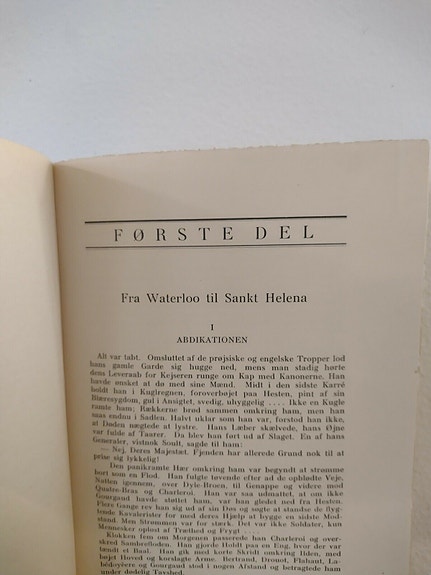 FØRSTE DEL
Fra Waterloo til Sankt Helena
I
ABDIKATIONEN
Alt var tabt. Omsluttet af de prøjsiske og engelske Tropper lod
hans gamle Garde sig hugge ned, mens man stadig hørte
dens Leveraab for Kejseren runge om Kap med Kanonerne. Han
havde ønsket at dø med sine Mænd. Midt i den sidste Karré
holdt han i Kuglregnen, foroverbøjet paa Hesten, pint af sin
Blæresygdom, gul i Ansigtet, svedig, uhyggelig .... Ikke en Kugle
ramte ham; Rækkerne brød sammen omkring ham, men han
saas endnu i Sadlen. Halvt uklar som han var, forstod han ikke,
at Døden nægtede at lystre. Hans Læber skælvede, hans Øjne
var fulde af Taarer. Da blev han ført ud af Slaget. En af hans
Generaler, vistnok Soult, sagde til ham:
— Nej, Deres Majestæt. Fjenden har allerede Grund nok til at
prise sig lykkelig!
Den panikramte Hær omkring ham var begyndt at strømme
bort som en Flod. Han fulgte tøvende efter ad ophlødte Veje,
Natten igennem, over Dyle-Broen, til Genappe og videre mod
Quatre-Bras og Charleroi. Han var saa udmattet, at om ikke
Gourgaud havde støttet ham, var han gledet ned fra Hesten.
Flere Gange rev han sig ud af sin Døs og søgte at standse de flyg-
tende Kavalerister for med deres Hjælp at bygge en sidste Mod-
stand. Men Strømmen var for stærk. Det var ikke Soldater, kun
Mennesker opløst af Træthed og Frygt ...
Klokken fem om Morgenen passerede han Charleroi og over-
skred Sambrefloden. Han gjorde Holdt paa en Eng, hvor der var
tændt et Baal. Han gik med korte Skridt omkring Ilden, med
højet Hoved og korslagte Arme. Bertrand, Drouot, Flahaut, La-
bédoyère og Gourgaud stod i nogen Afstand og betragtede ham
under dødelig Tavshed.